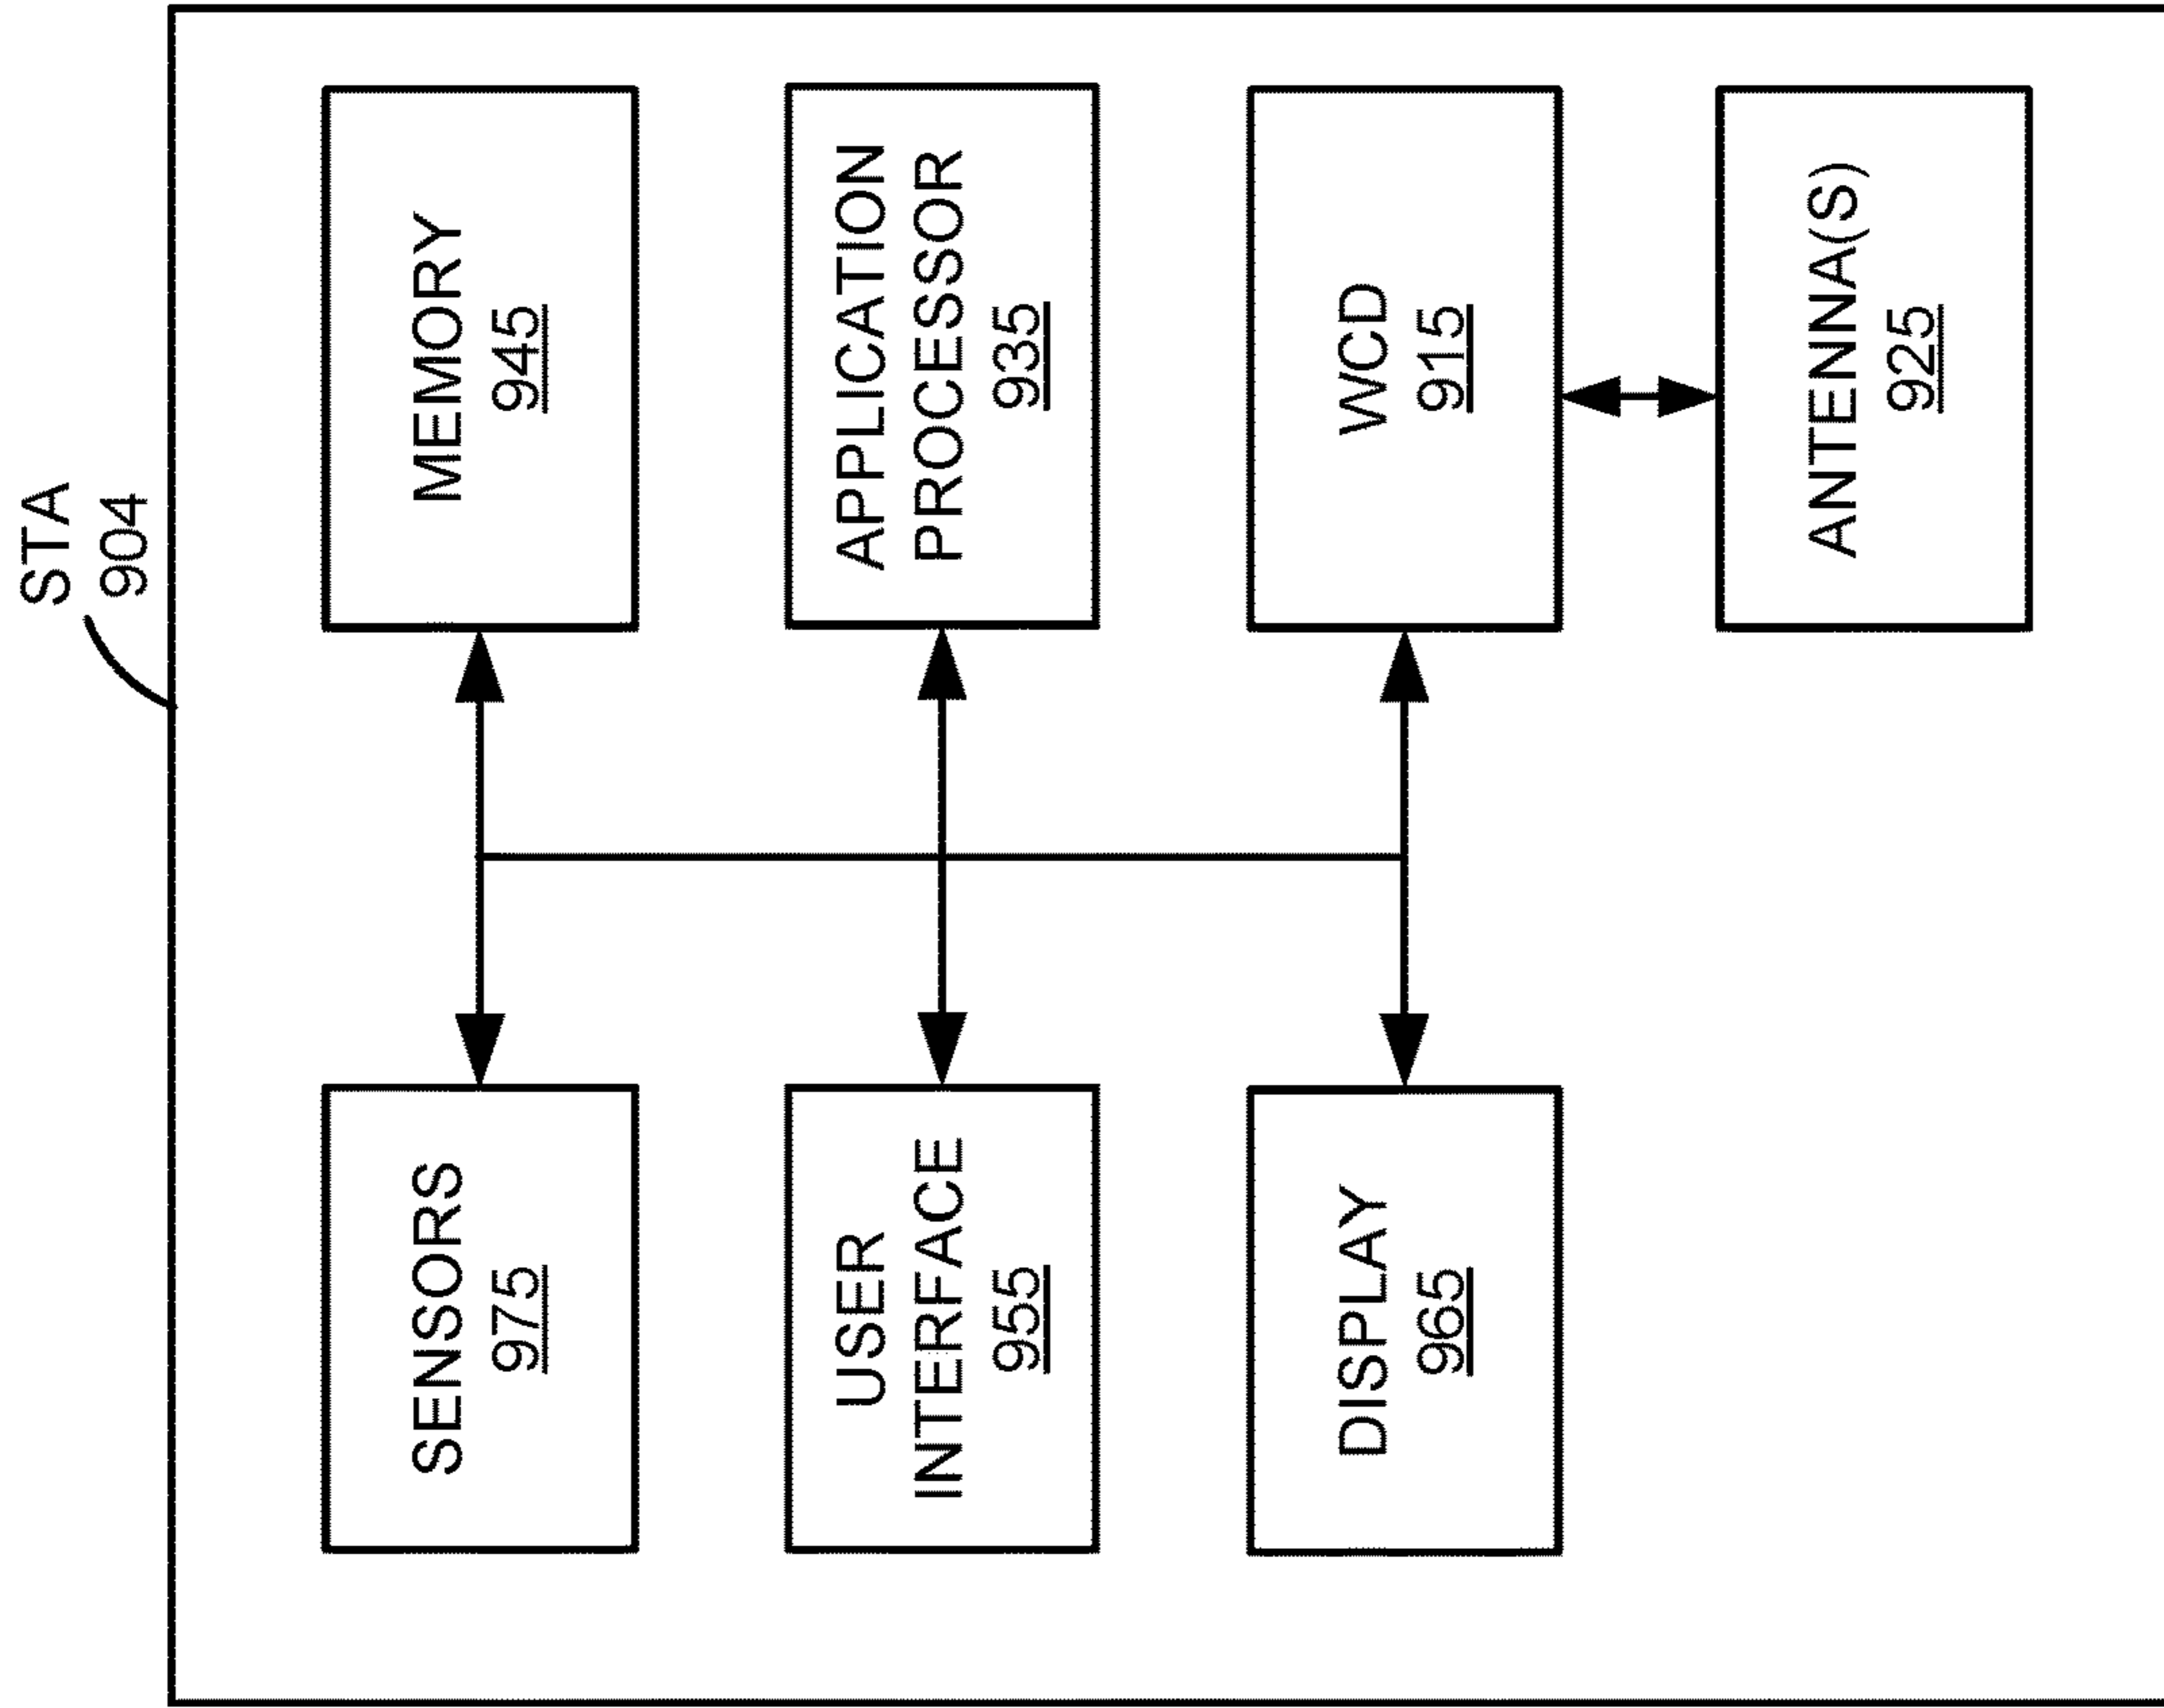 STA
904
SENSORS
975
MEMORY
945
USER
INTERFACE
955
APPLICATION
PROCESSOR
935
DISPLAY
965
WCD
915
ANTENNA(S)
925